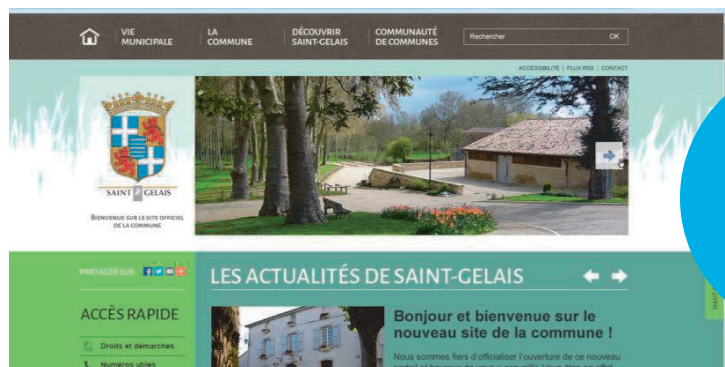 VIE
MUNICIPALE
LA
COMMUNE
DÉCOUVRIR
SAINT-GELAIS
COMMUNAUTÉ
DE COMMUNES
Rechercher OK
ACCESSIBILITÉ | FLUX RSS | CONTACT
SAINT GELAIS
BIENVENUE SUR LE SITE OFFICIEL
DE LA COMMUNE
PARTAGER SUR
LES ACTUALITÉS DE SAINT-GELAIS
HAUT
ACCÈS RAPIDE
Bonjour et bienvenue sur le
nouveau site de la commune !
Droits et démarches
Nous sommes fiers d'officialiser l'ouverture de ce nouveau
Numéros utiles